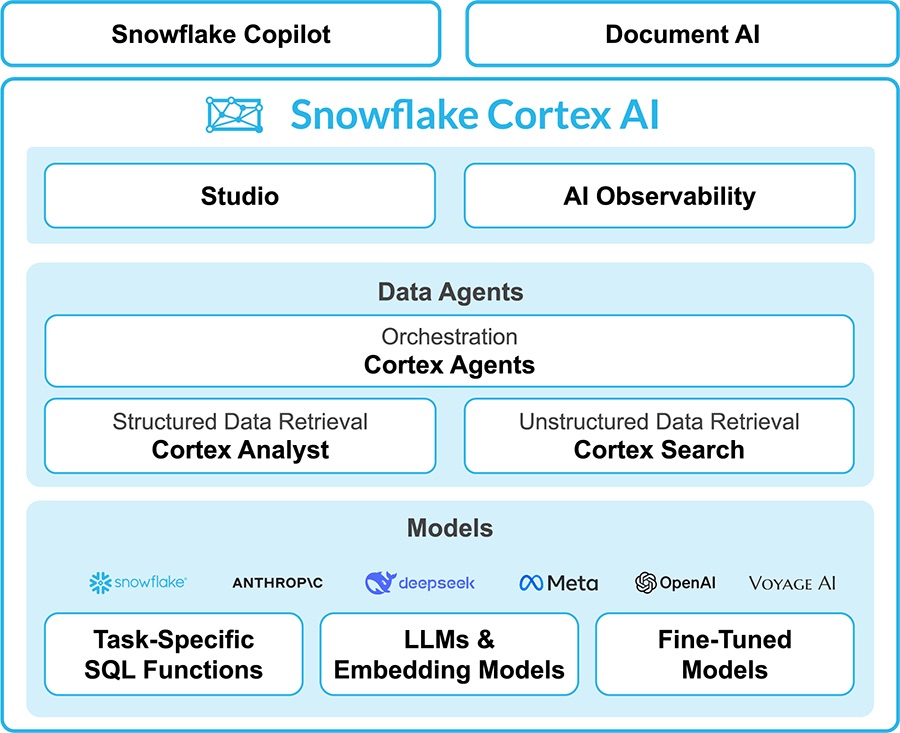 Snowflake Copilot
Document AI
Snowflake Cortex AI
Studio
AI Observability
Data Agents
Orchestration
Cortex Agents
Structured Data Retrieval
Cortex Analyst
Unstructured Data Retrieval
Cortex Search
Models
snowflake®
ANTHROP\C
deepseek
Meta
OpenAI
VOYAGE AI
Task-Specific
SQL Functions
LLMs &
Embedding Models
Fine-Tuned
Models